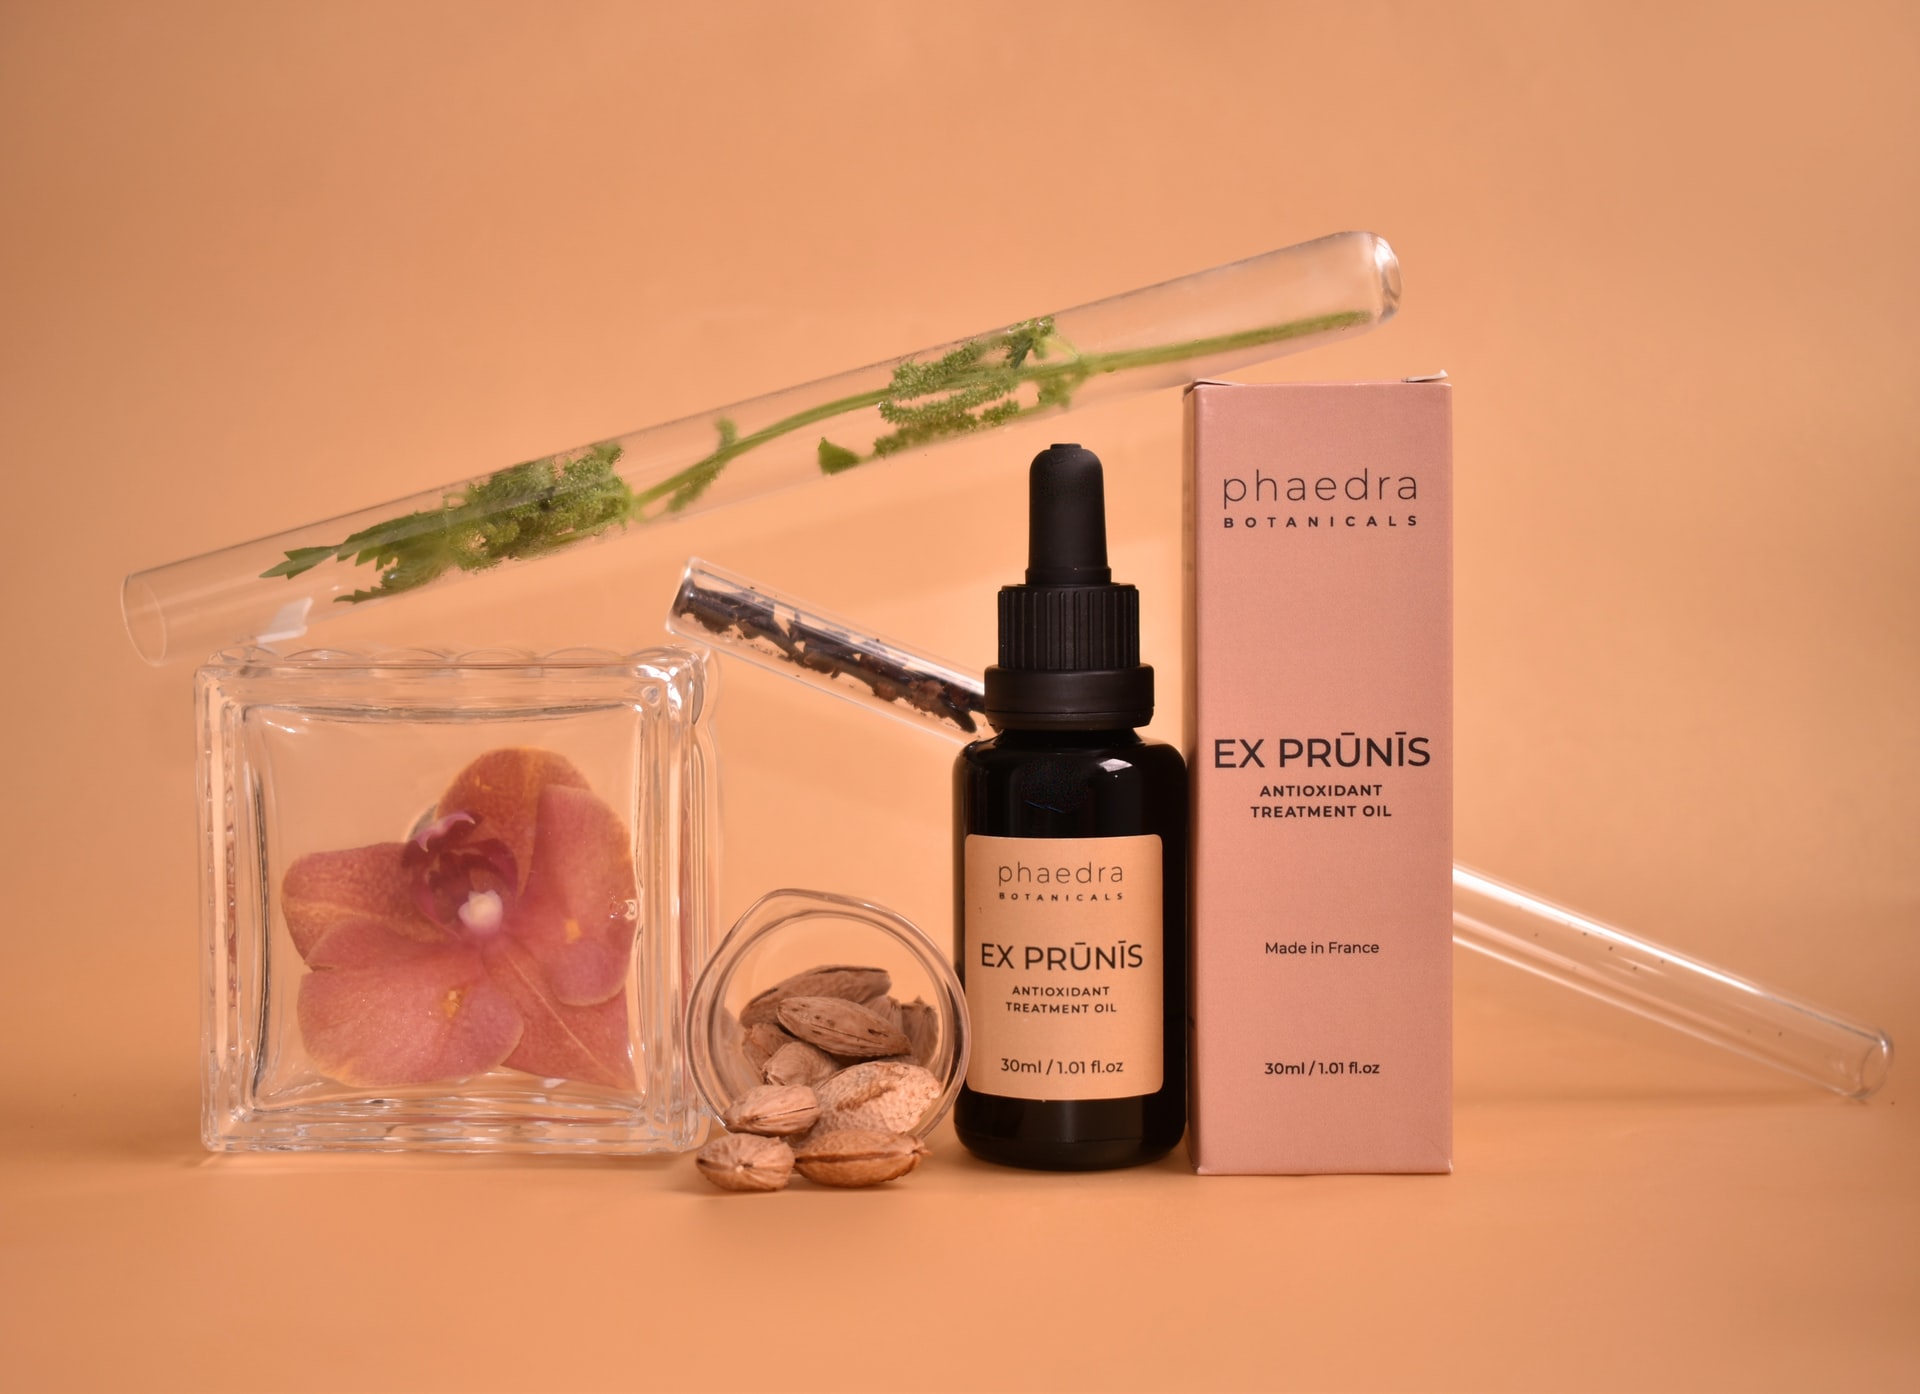 phaedra
BOTANICALS
EX PRŪNĪS
ANTIOXIDANT
TREATMENT OIL
30ml / 1.01 fl.oz
phaedra
BOTANICALS
EX PRŪNĪS
ANTIOXIDANT
TREATMENT OIL
Made in France
30ml / 1.01 fl.oz